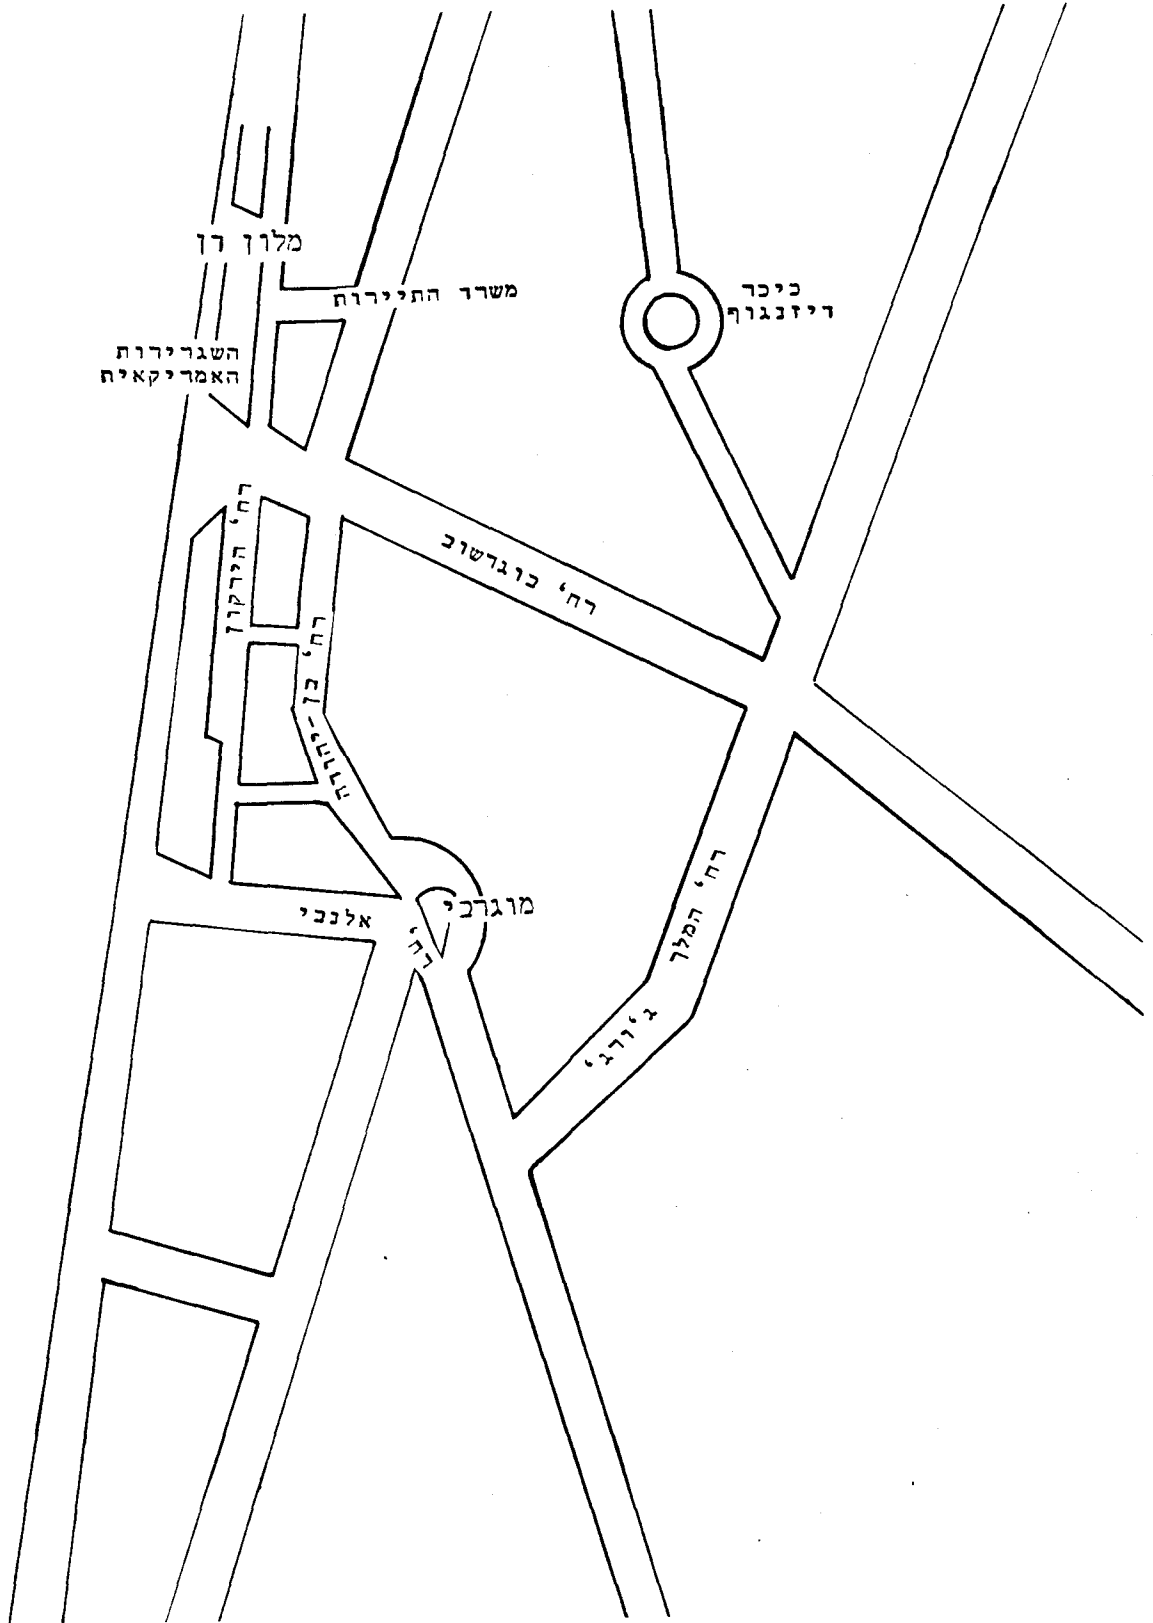 מלון דן
משרד התיירות
כיכר
דיזנגוף
השגרירות
האמריקאית
רח' הירקון
רח' בוגרשוב
רח' בן-יהודה
מוגרבי
רח' אלנבי
רח' המלך
ג'ורג'